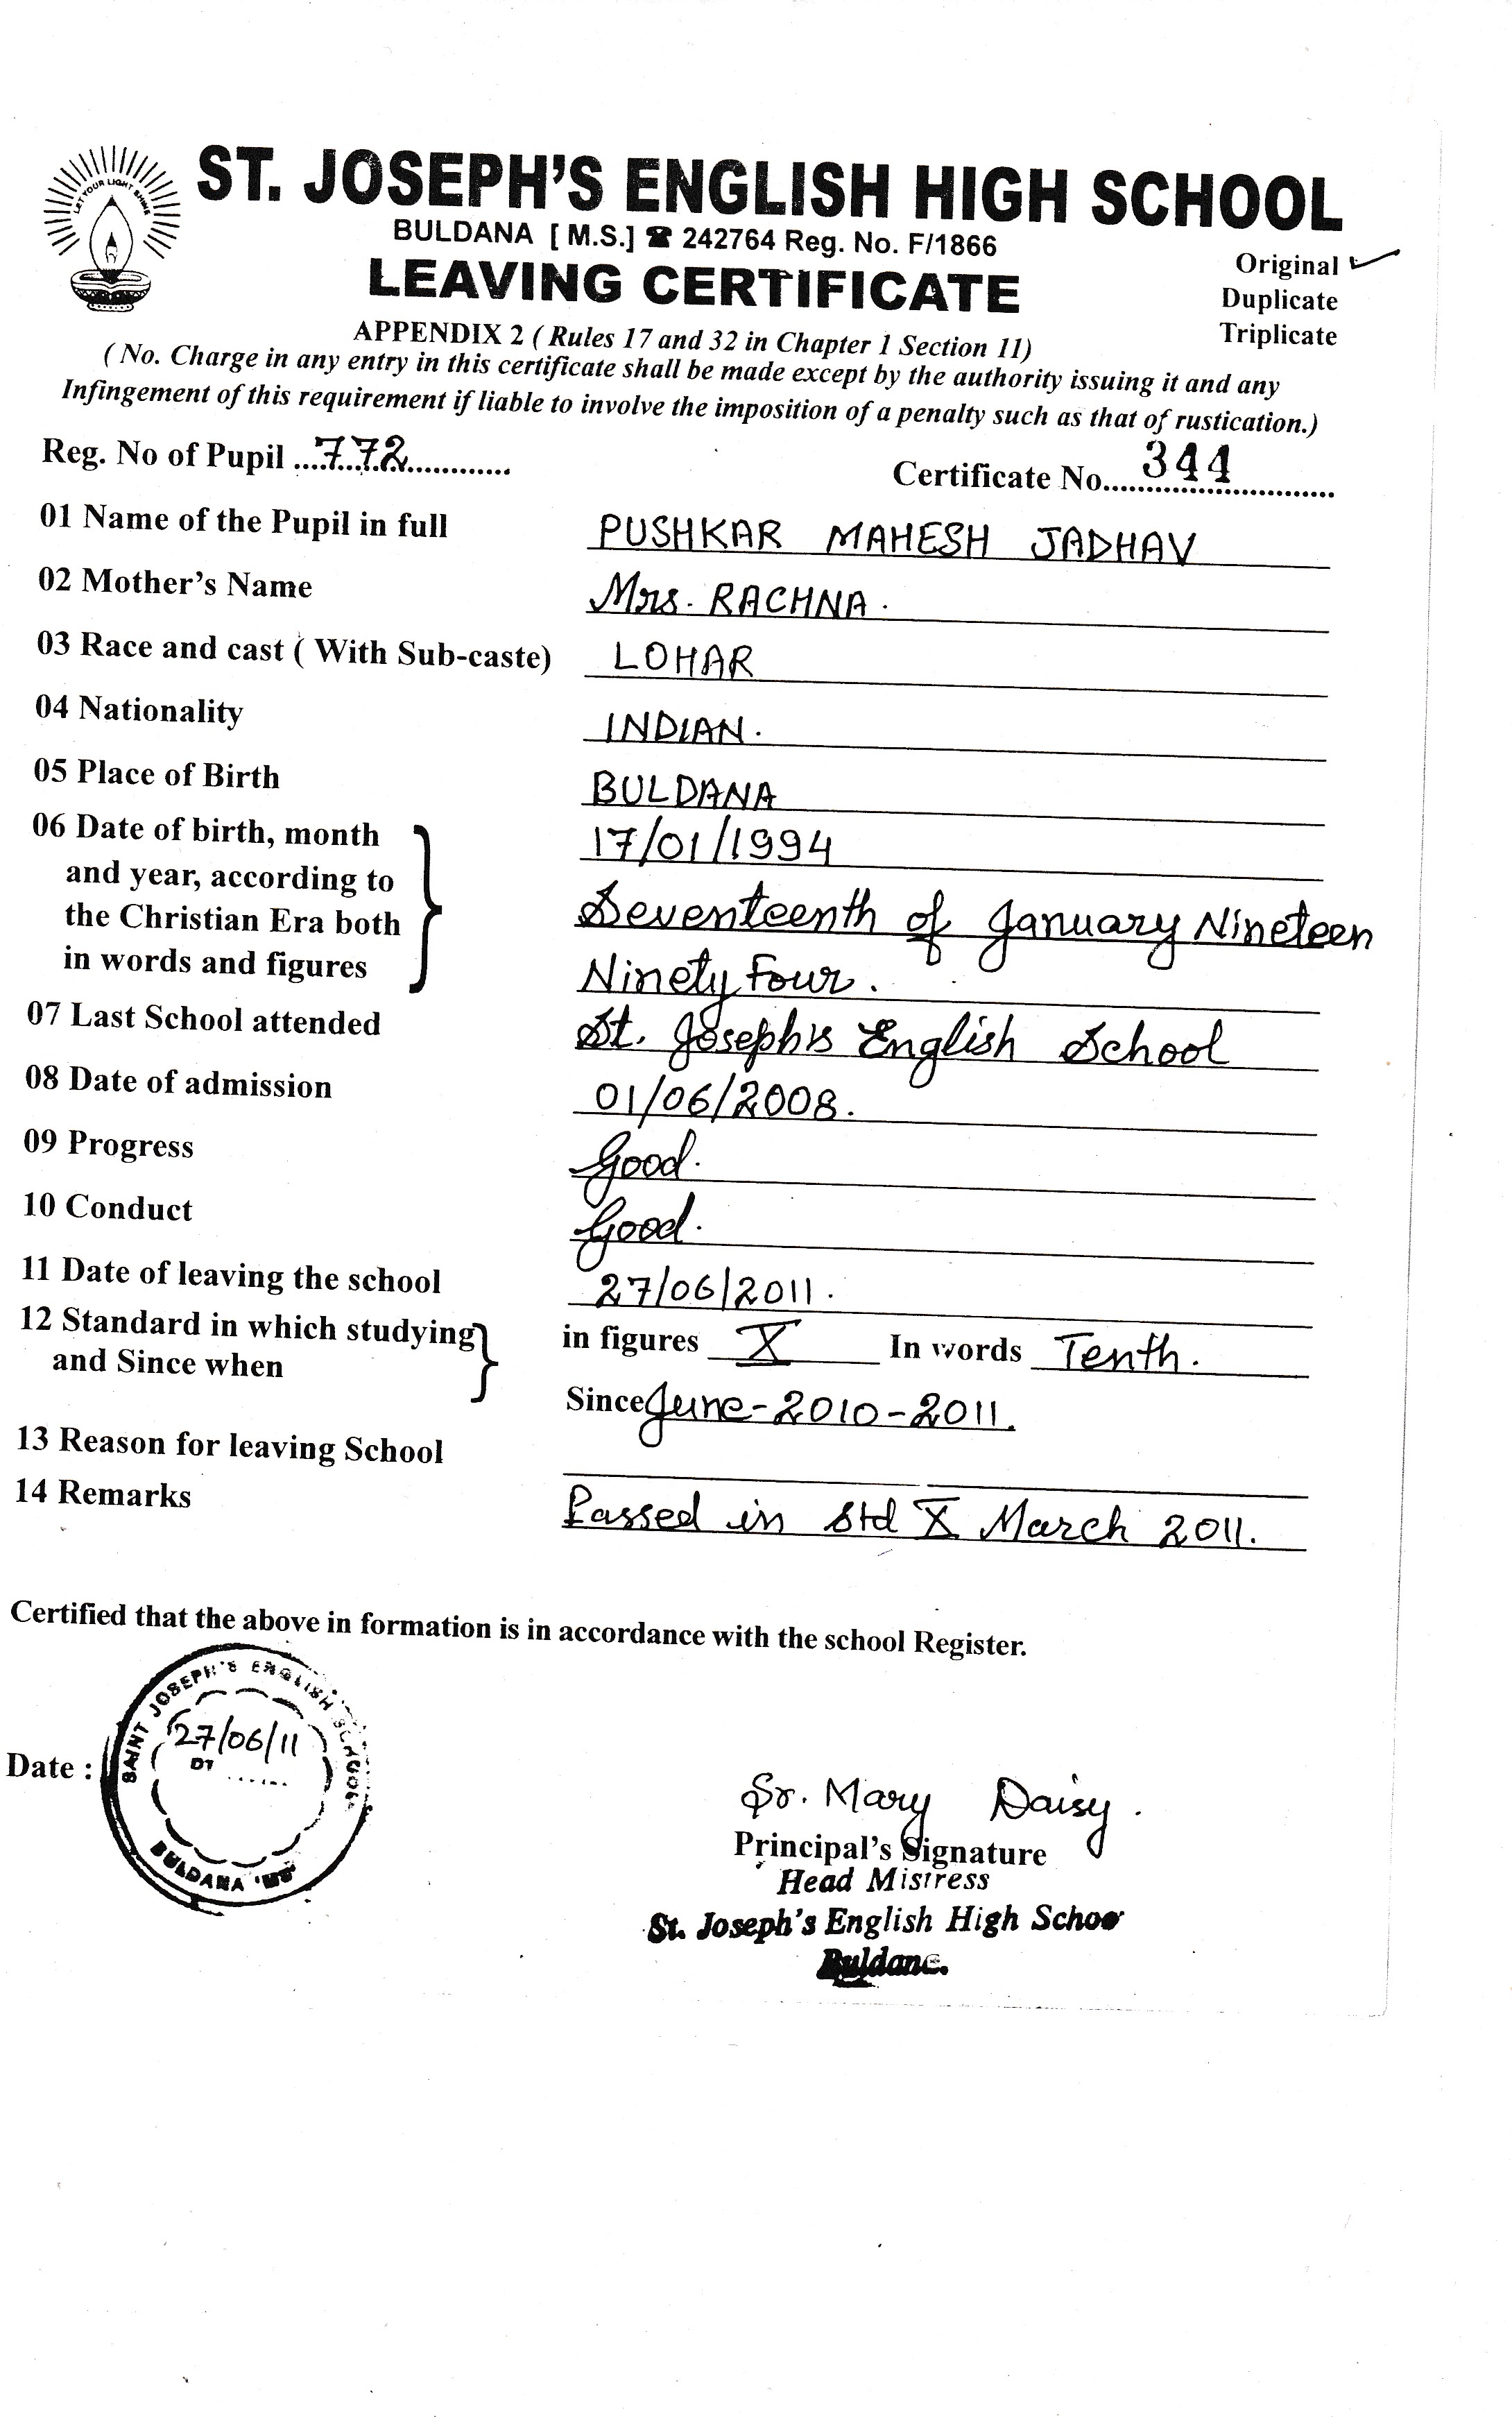 LET YOUR LIGHT SHINE
ST. JOSEPH'S ENGLISH HIGH SCHOOL
BULDANA [ M.S.] ☎ 242764 Reg. No. F/1866
LEAVING CERTIFICATE
Original ✓
Duplicate
Triplicate
APPENDIX 2 ( Rules 17 and 32 in Chapter 1 Section 11)
( No. Charge in any entry in this certificate shall be made except by the authority issuing it and any
Infingement of this requirement if liable to involve the imposition of a penalty such as that of rustication.)
Reg. No of Pupil ....772............ Certificate No....344............
01 Name of the Pupil in full PUSHKAR MAHESH JADHAV
02 Mother's Name Mrs. RACHNA.
03 Race and cast ( With Sub-caste) LOHAR
04 Nationality INDIAN.
05 Place of Birth BULDANA
06 Date of birth, month 17/01/1994
and year, according to
the Christian Era both Seventeenth of January Nineteen
in words and figures Ninety Four.
07 Last School attended St. Joseph's English School
08 Date of admission 01/06/2008.
09 Progress Good.
10 Conduct Good.
11 Date of leaving the school 27/06/2011.
12 Standard in which studying in figures X In words Tenth.
and Since when Since June-2010-2011.
13 Reason for leaving School
14 Remarks Passed in std X March 2011.
Certified that the above in formation is in accordance with the school Register.
SAINT JOSEPH'S ENGLISH SCHOOL
27/06/11
Date : DT ......
BULDANA 'MS'
Sr. Mary Daisy.
Principal's Signature
Head Mistress
St. Joseph's English High Schoo
Buldana.